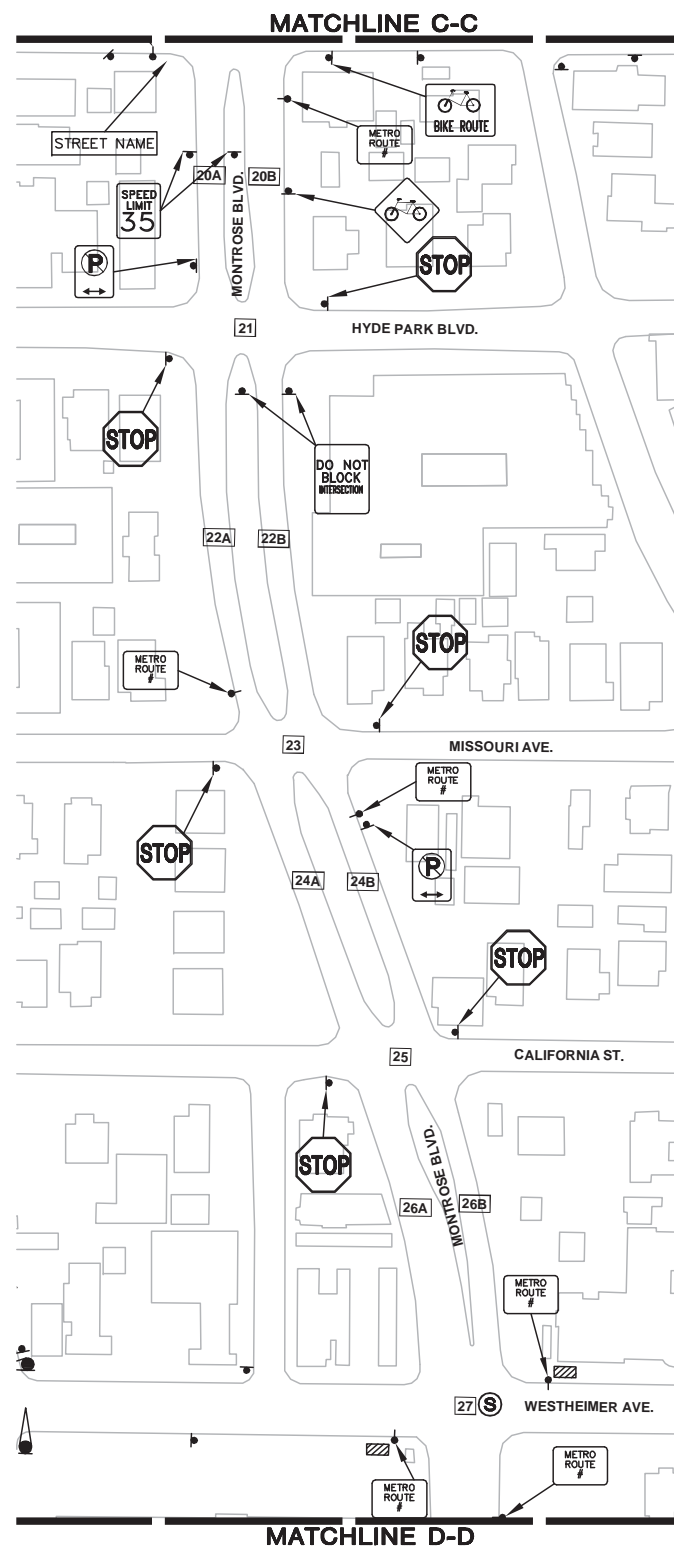 MATCHLINE C-C
BIKE ROUTE
METRO
ROUTE
#
STREET NAME
20A
20B
MONTROSE BLVD.
SPEED
LIMIT
35
P
STOP
21
HYDE PARK BLVD.
STOP
DO NOT
BLOCK
INTERSECTION
22A
22B
STOP
METRO
ROUTE
#
23
MISSOURI AVE.
METRO
ROUTE
#
STOP
P
24A
24B
STOP
25
CALIFORNIA ST.
STOP
MONTROSE BLVD.
26A
26B
METRO
ROUTE
#
27
S
WESTHEIMER AVE.
METRO
ROUTE
#
METRO
ROUTE
#
MATCHLINE D-D